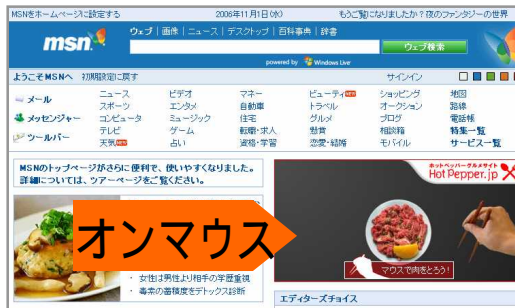 MSNをホームページに設定する 2006年11月1日(水) もうご覧になりましたか?夜のファンタジーの世界
msn ウェブ | 画像 | ニュース | デスクトップ | 百科事典 | 辞書
ウェブ検索
powered by Windows Live
ようこそMSNへ 初期設定に戻す サインイン
メール ニュース ビデオ マネー ビューティ ショッピング 地図
スポーツ エンタメ 自動車 トラベル オークション 路線
メッセンジャー コンピュータ ミュージック 住宅 グルメ ブログ 電話帳
テレビ ゲーム 転職・求人 懸賞 相談箱 特集一覧
ツールバー 天気 占い 資格・学習 恋愛・結婚 モバイル サービス一覧
MSNのトップページがさらに便利で、使いやすくなりました。
詳細については、ツアーページをご覧ください。
ホットペッパーグルメサイト
Hot Pepper.jp
オンマウス
マウスで肉をとろう!
・ 女性は男性より相手の学歴重視
・ 毒素の蓄積度をデトックス診断
エディターズチョイス